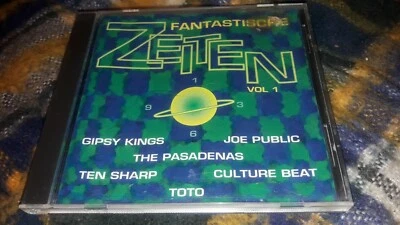 FANTASTISCHE
ZEITEN
VOL 1
1
9 3
6
GIPSY KINGS JOE PUBLIC
THE PASADENAS
TEN SHARP CULTURE BEAT
TOTO